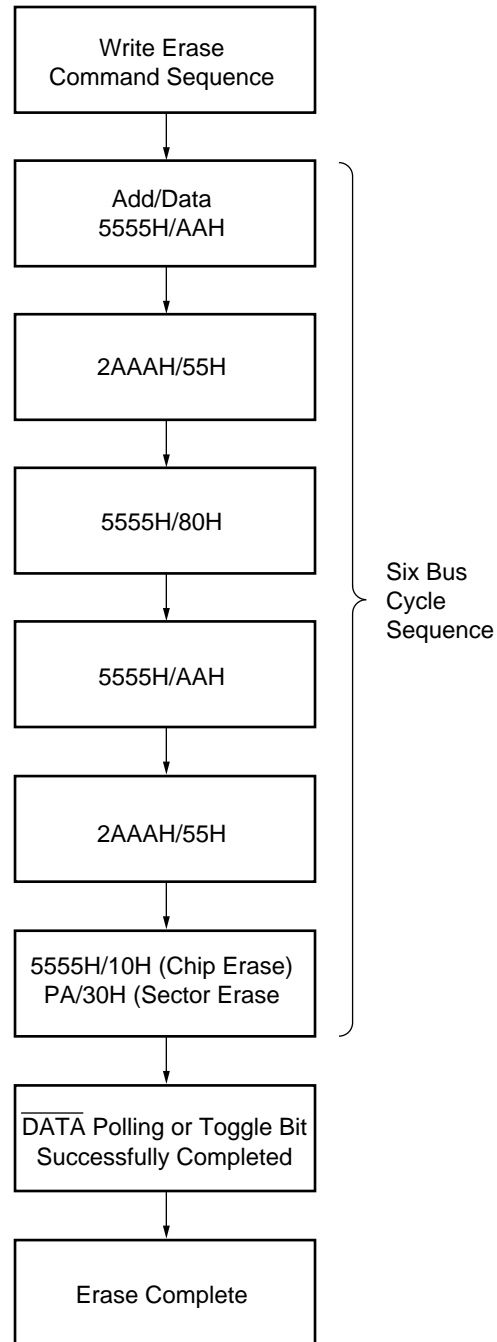 Write Erase
Command Sequence
Add/Data
5555H/AAH
2AAAH/55H
5555H/80H
5555H/AAH
2AAAH/55H
5555H/10H (Chip Erase)
PA/30H (Sector Erase
Six Bus
Cycle
Sequence
DATA Polling or Toggle Bit
Successfully Completed
Erase Complete